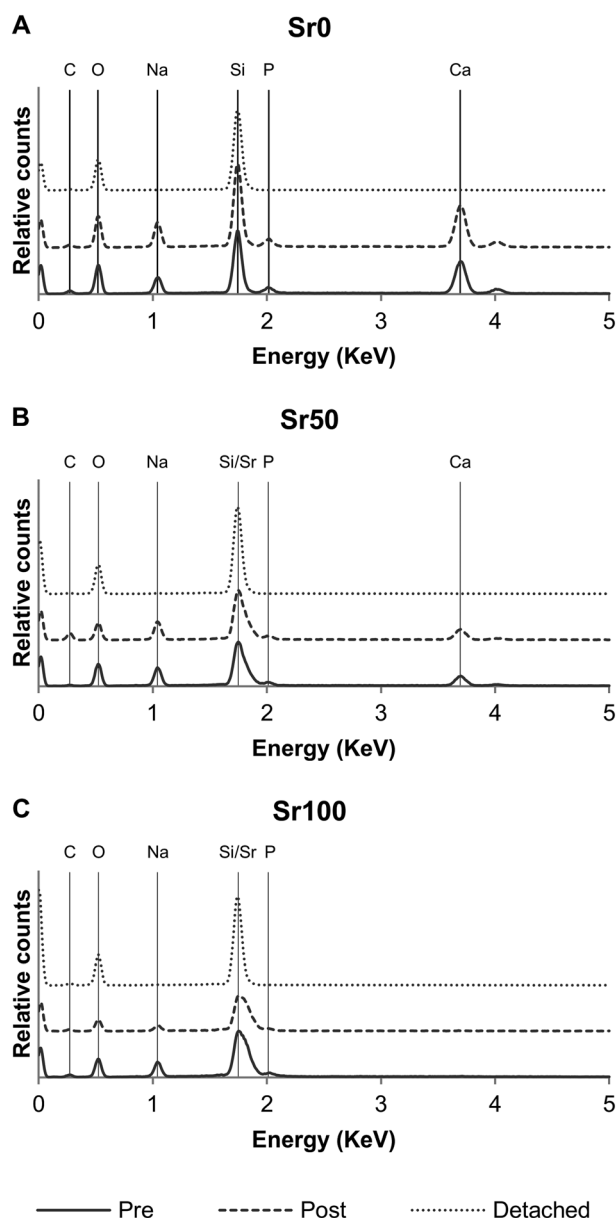 A
Sr0
C O Na Si P Ca
Relative counts
0 1 2 3 4 5
Energy (KeV)
B
Sr50
C O Na Si/Sr P Ca
Relative counts
0 1 2 3 4 5
Energy (KeV)
C
Sr100
C O Na Si/Sr P
Relative counts
0 1 2 3 4 5
Energy (KeV)
Pre Post Detached